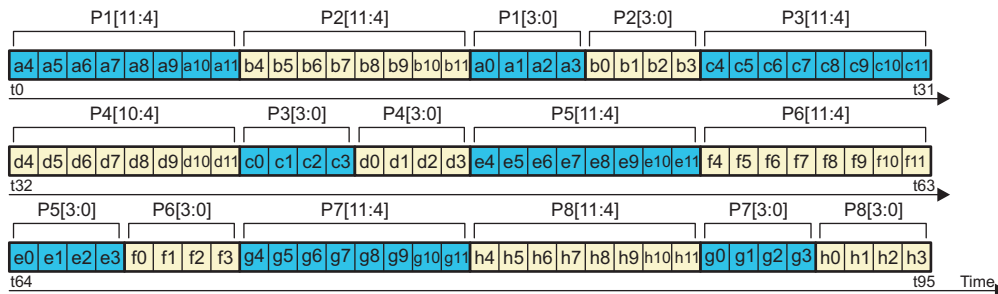 P1[11:4] P2[11:4] P1[3:0] P2[3:0] P3[11:4]
a4 a5 a6 a7 a8 a9 a10 a11 b4 b5 b6 b7 b8 b9 b10 b11 a0 a1 a2 a3 b0 b1 b2 b3 c4 c5 c6 c7 c8 c9 c10 c11
t0 t31
P4[10:4] P3[3:0] P4[3:0] P5[11:4] P6[11:4]
d4 d5 d6 d7 d8 d9 d10 d11 c0 c1 c2 c3 d0 d1 d2 d3 e4 e5 e6 e7 e8 e9 e10 e11 f4 f5 f6 f7 f8 f9 f10 f11
t32 t63
P5[3:0] P6[3:0] P7[11:4] P8[11:4] P7[3:0] P8[3:0]
e0 e1 e2 e3 f0 f1 f2 f3 g4 g5 g6 g7 g8 g9 g10 g11 h4 h5 h6 h7 h8 h9 h10 h11 g0 g1 g2 g3 h0 h1 h2 h3
t64 t95 Time